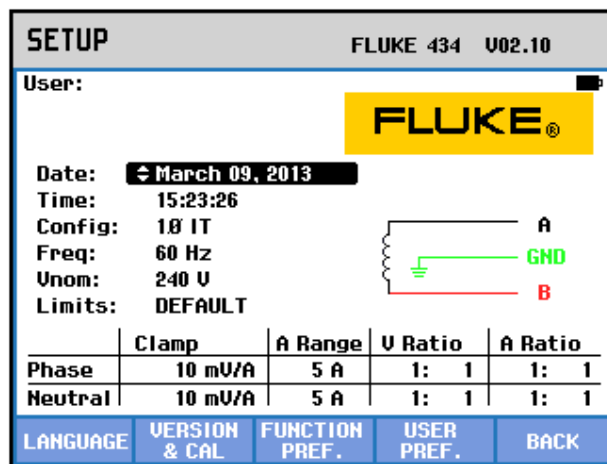 SETUP FLUKE 434 V02.10
User:
FLUKE®
Date: March 09, 2013
Time: 15:23:26
Config: 1Ø IT
Freq: 60 Hz
Vnom: 240 V
Limits: DEFAULT
A
GND
B
Clamp A Range V Ratio A Ratio
Phase 10 mV/A 5 A 1: 1 1: 1
Neutral 10 mV/A 5 A 1: 1 1: 1
LANGUAGE VERSION & CAL FUNCTION PREF. USER PREF. BACK